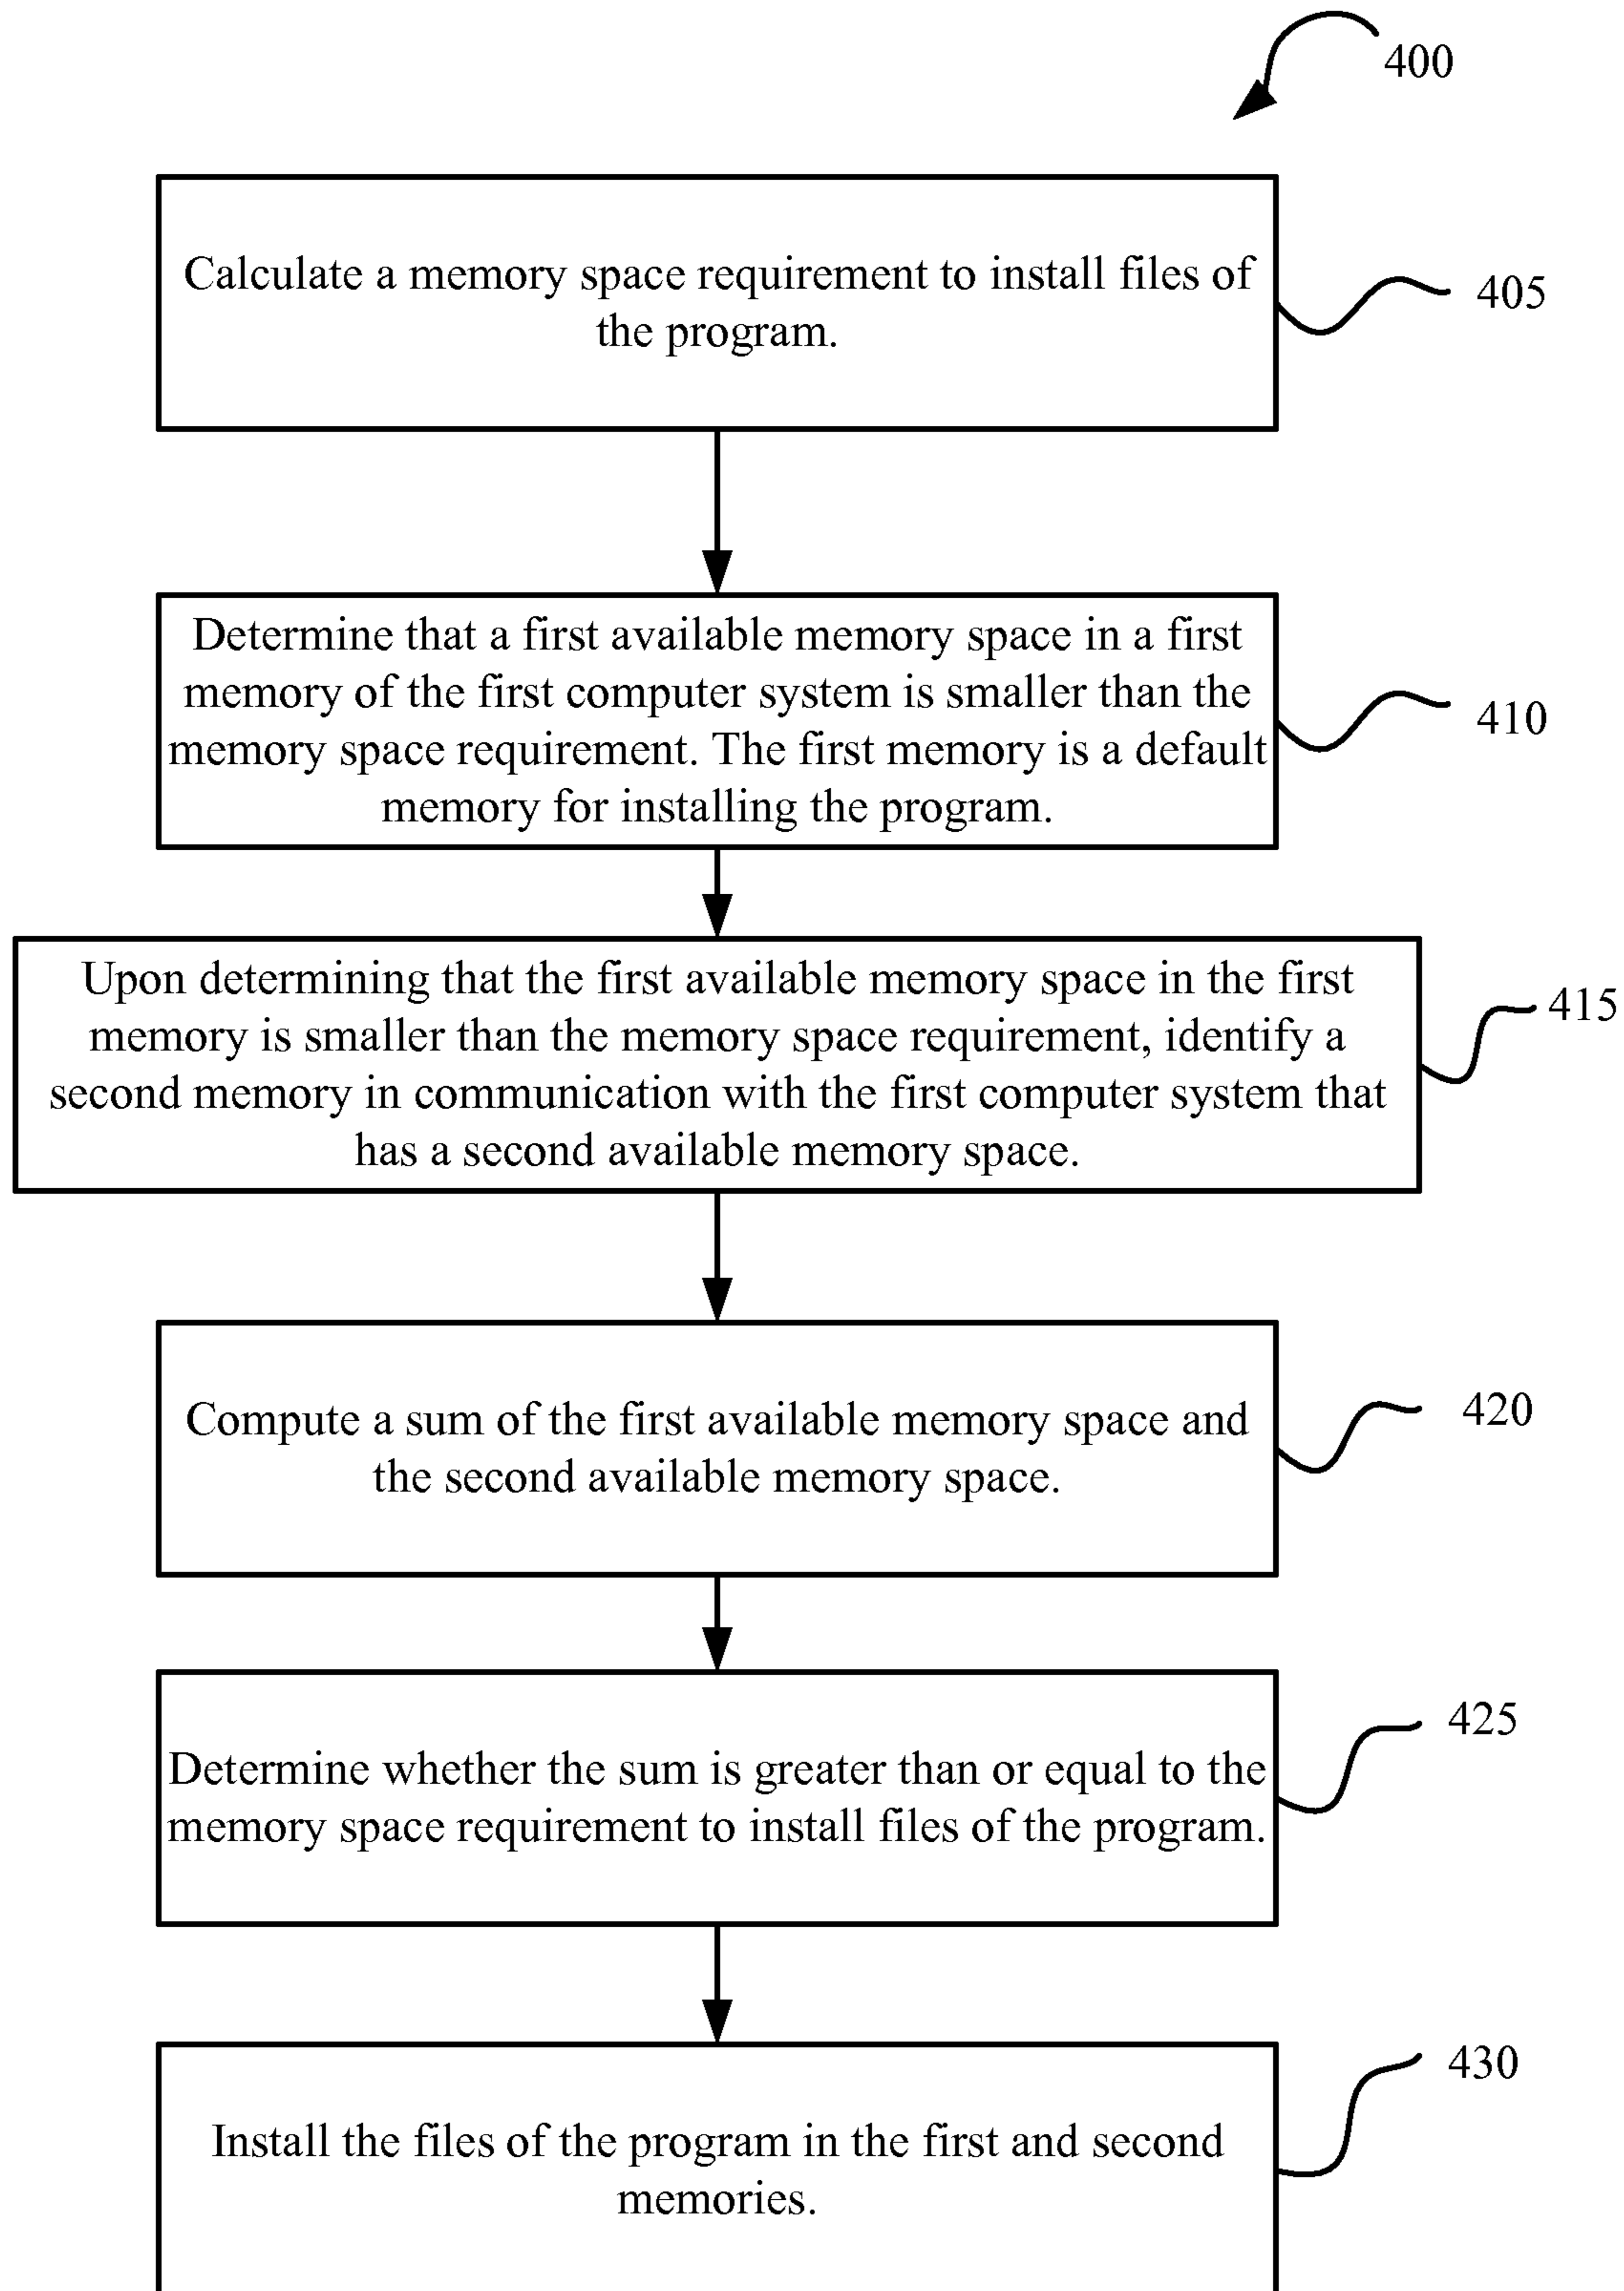 400
Calculate a memory space requirement to install files of
the program.
405
Determine that a first available memory space in a first
memory of the first computer system is smaller than the
memory space requirement. The first memory is a default
memory for installing the program.
410
Upon determining that the first available memory space in the first
memory is smaller than the memory space requirement, identify a
second memory in communication with the first computer system that
has a second available memory space.
415
Compute a sum of the first available memory space and
the second available memory space.
420
Determine whether the sum is greater than or equal to the
memory space requirement to install files of the program.
425
Install the files of the program in the first and second
memories.
430